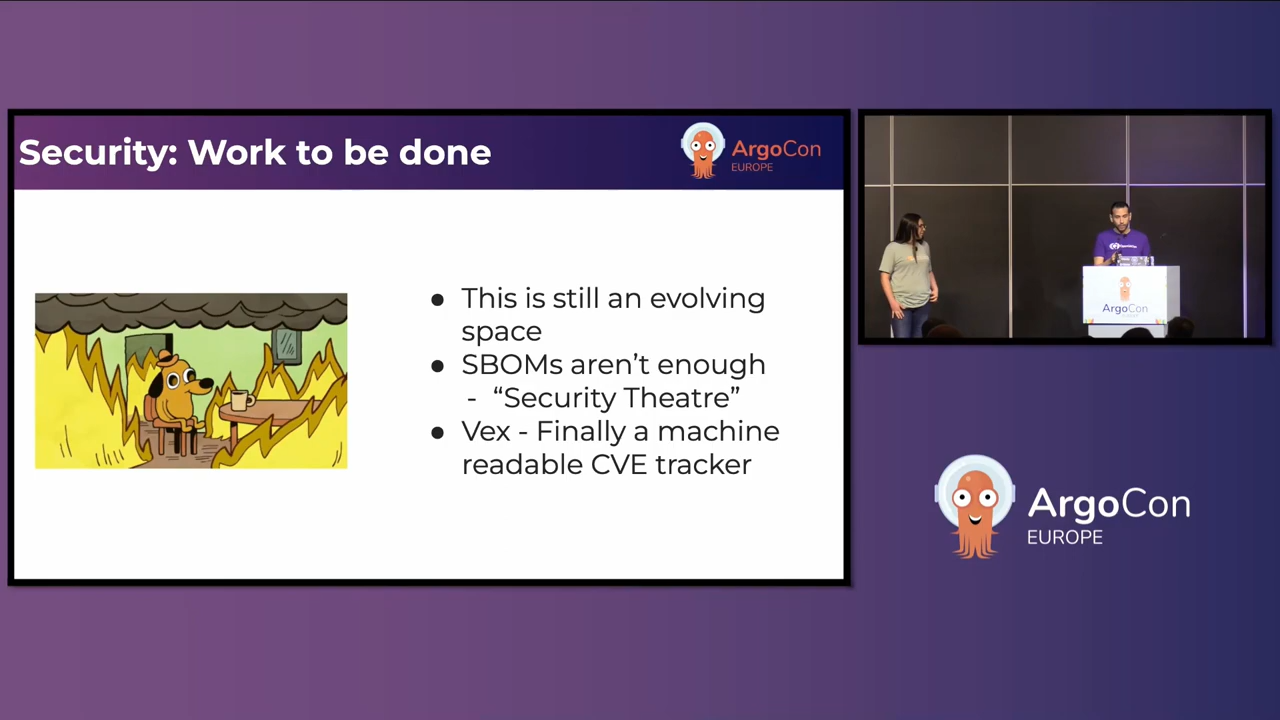 Security: Work to be done
ArgoCon
EUROPE
● This is still an evolving
space
● SBOMs aren’t enough
- “Security Theatre”
● Vex - Finally a machine
readable CVE tracker
ArgoCon
ArgoCon
EUROPE